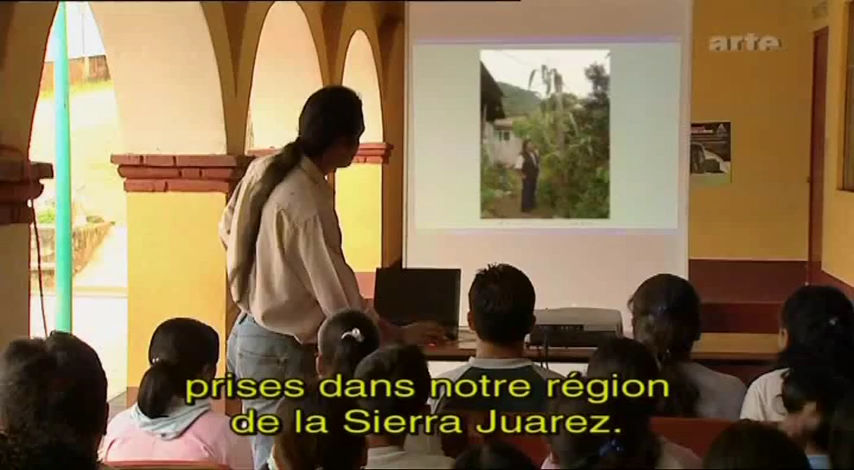 arte
prises dans notre région
de la Sierra Juarez.